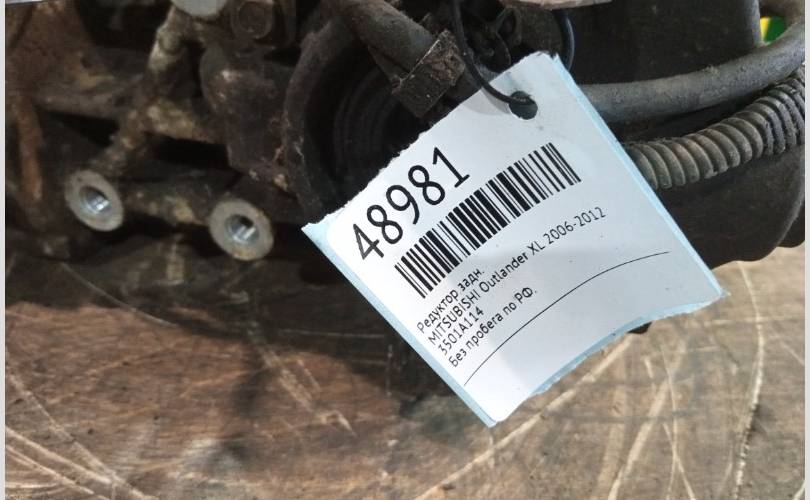 48981
Редуктор задн.
MITSUBISHI Outlander XL 2006-2012
3501A114
Без пробега по РФ.